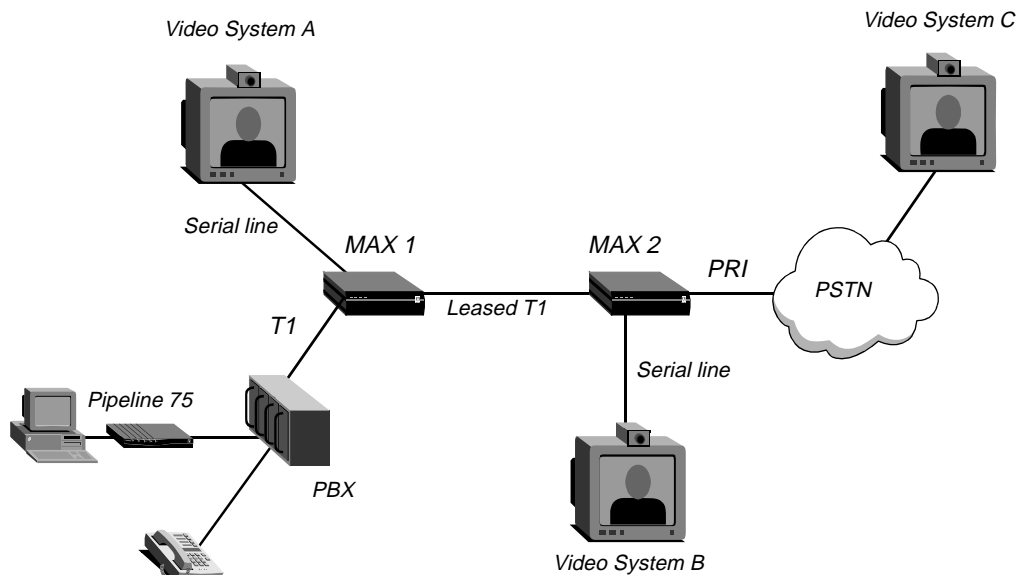 Video System A
Video System C
Serial line
MAX 1
MAX 2
PRI
PSTN
Leased T1
T1
Serial line
Pipeline 75
PBX
Video System B